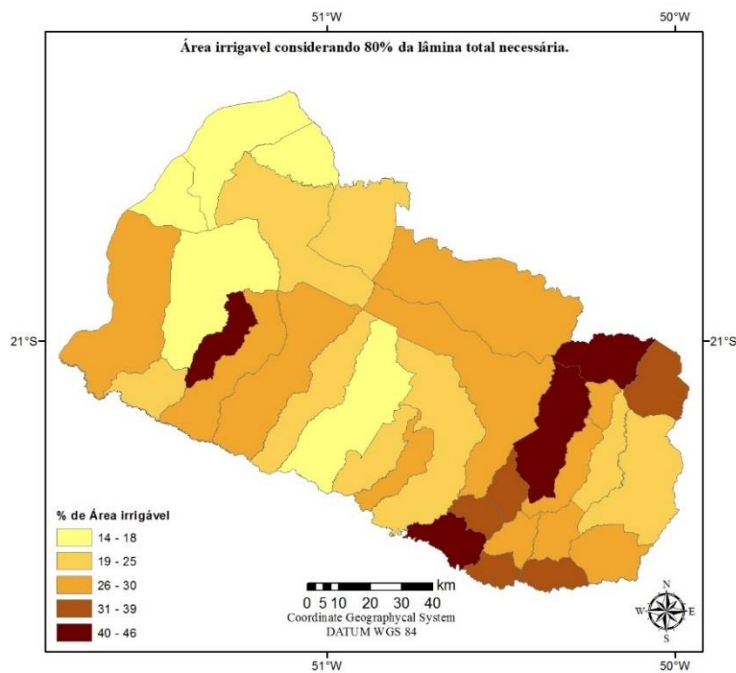 51°W
50°W
Área irrigavel considerando 80% da lâmina total necessária.
21°S
21°S
% de Área irrigável
14 - 18
19 - 25
26 - 30
31 - 39
40 - 46
km
0 5 10 20 30 40
Coordinate Geographycal System
DATUM WGS 84
N
W
E
S
51°W
50°W